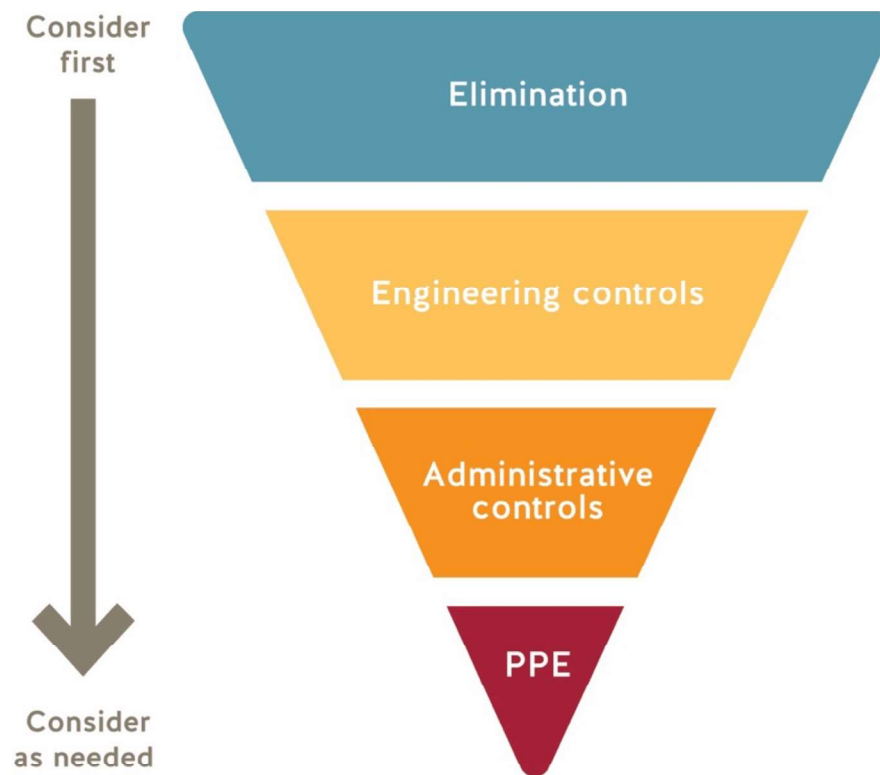 Consider
first
Elimination
Engineering controls
Administrative
controls
PPE
Consider
as needed